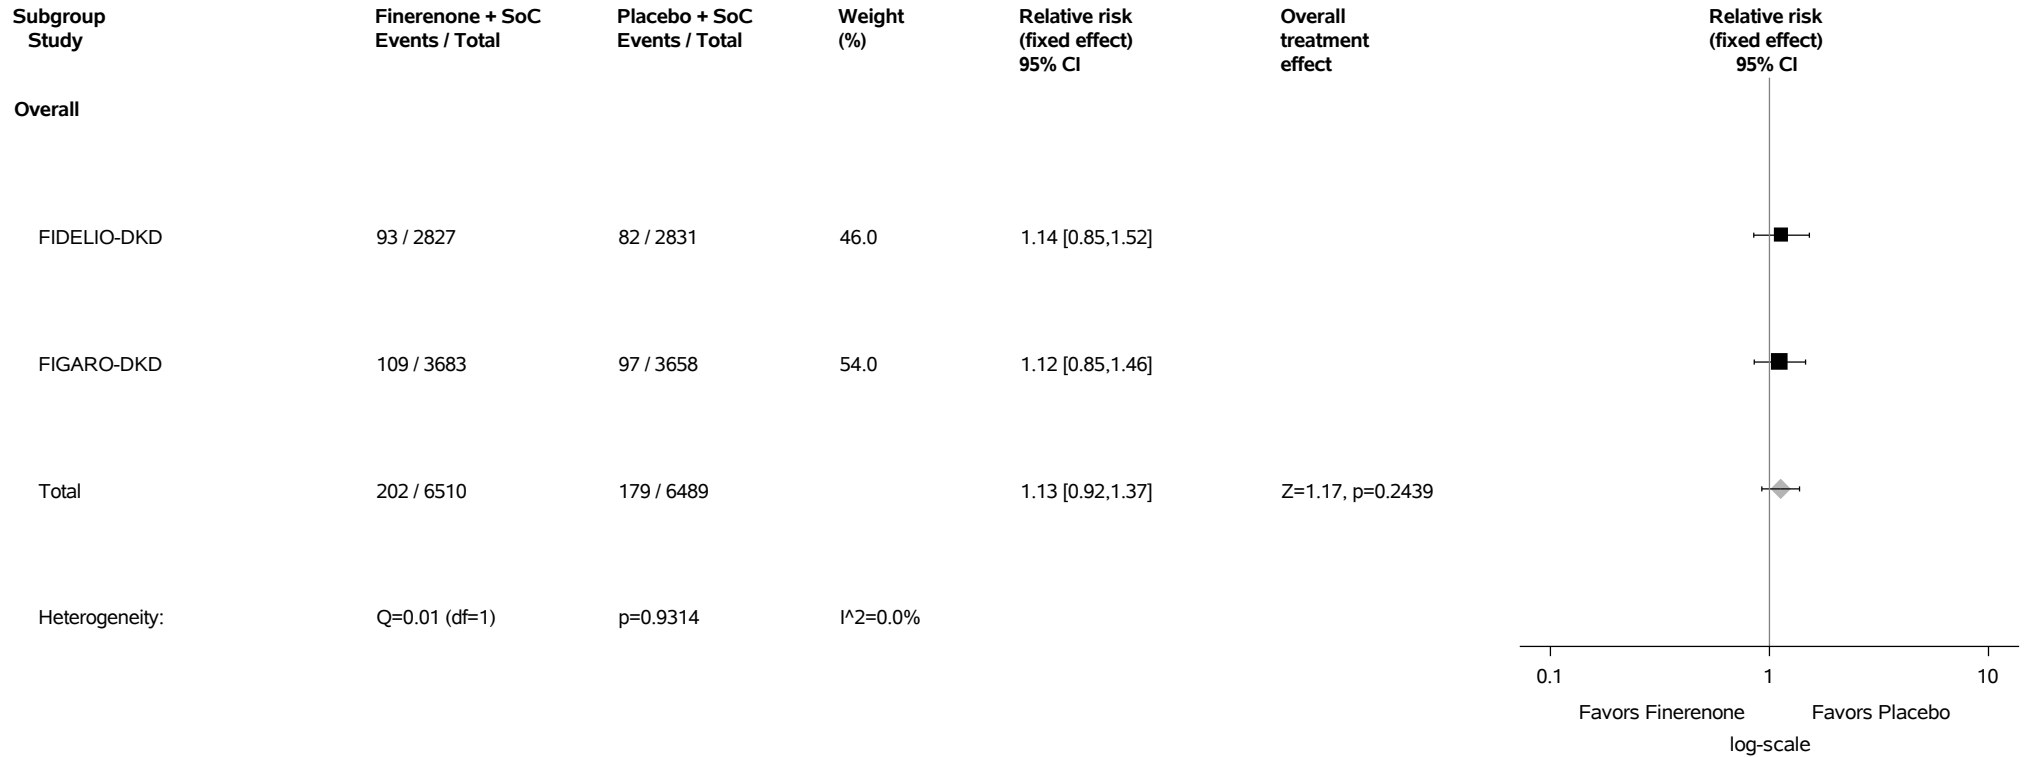 Subgroup Finerenone + SoC Placebo + SoC Weight Relative risk Overall Relative risk
Study Events / Total Events / Total (%) (fixed effect) treatment (fixed effect)
95% CI effect 95% CI
Overall
FIDELIO-DKD 93 / 2827 82 / 2831 46.0 1.14 [0.85,1.52]
FIGARO-DKD 109 / 3683 97 / 3658 54.0 1.12 [0.85,1.46]
Total 202 / 6510 179 / 6489 1.13 [0.92,1.37] Z=1.17, p=0.2439
Heterogeneity: Q=0.01 (df=1) p=0.9314 I^2=0.0%
0.1 1 10
Favors Finerenone Favors Placebo
log-scale